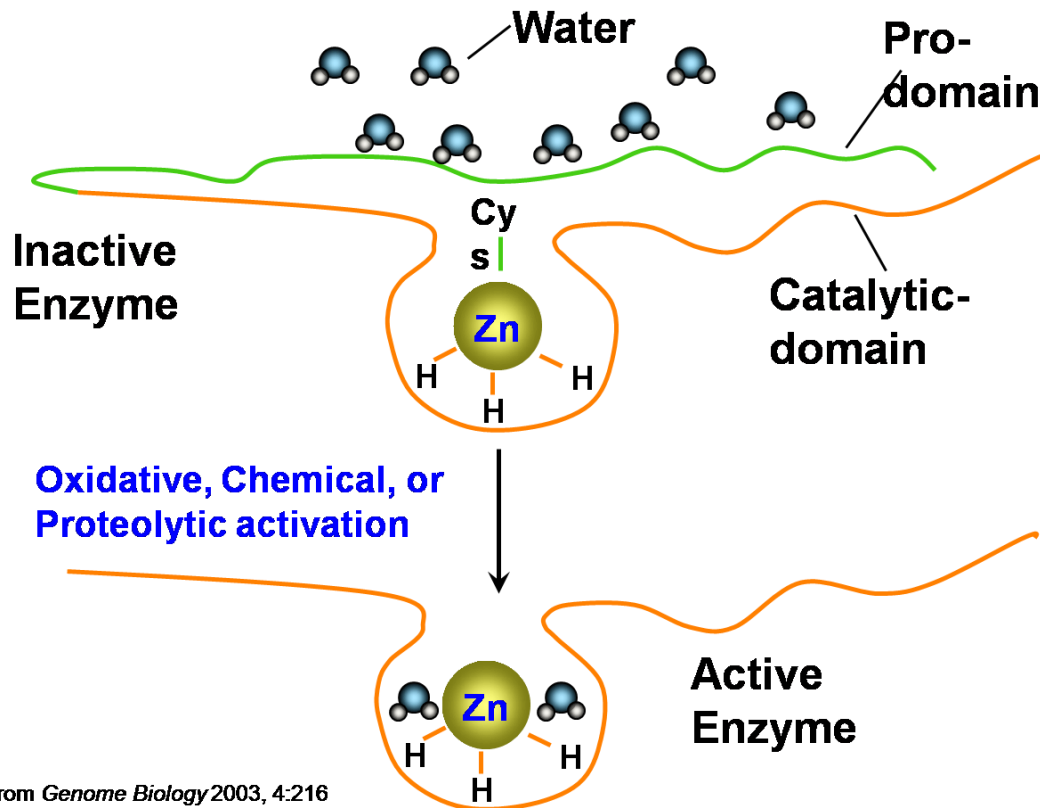 Water
Pro-
domain
Cy
s
Inactive
Enzyme
Zn
H
H
H
Catalytic-
domain
Oxidative, Chemical, or
Proteolytic activation
Active
Enzyme
Zn
H
H
H
rom Genome Biology 2003, 4:216